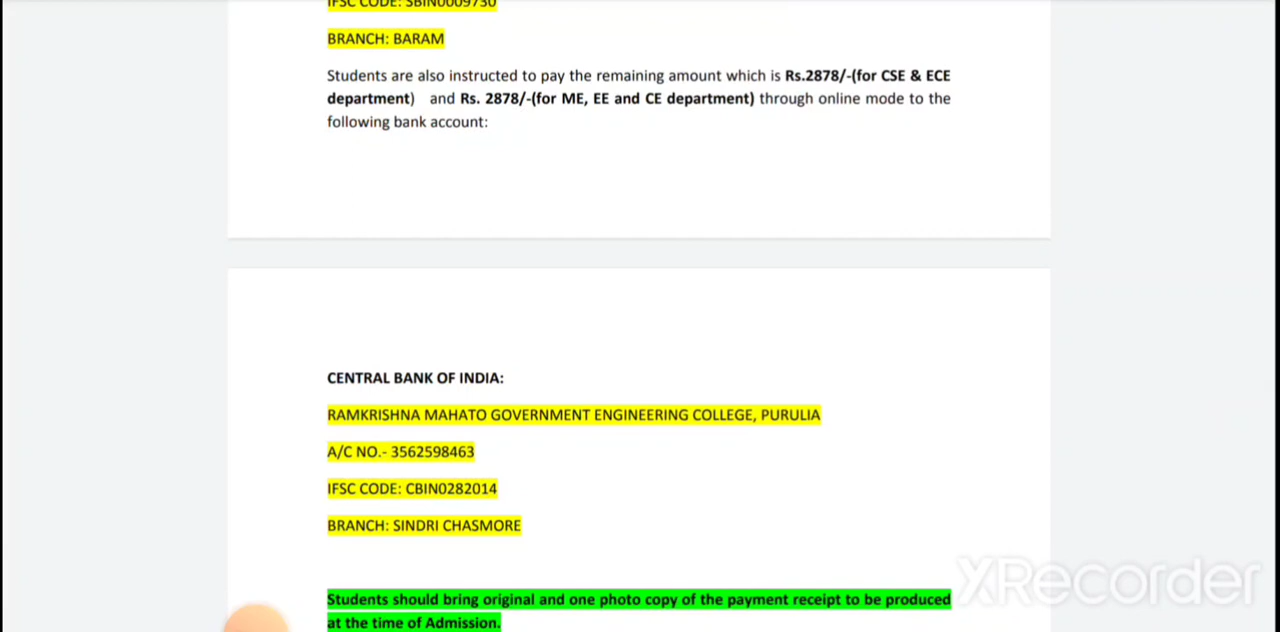 IFSC CODE: SBIN0009730
BRANCH: BARAM
Students are also instructed to pay the remaining amount which is Rs.2878/-(for CSE & ECE
department) and Rs. 2878/-(for ME, EE and CE department) through online mode to the
following bank account:
CENTRAL BANK OF INDIA:
RAMKRISHNA MAHATO GOVERNMENT ENGINEERING COLLEGE, PURULIA
A/C NO.- 3562598463
IFSC CODE: CBIN0282014
BRANCH: SINDRI CHASMORE
XRecorder
Students should bring original and one photo copy of the payment receipt to be produced
at the time of Admission.